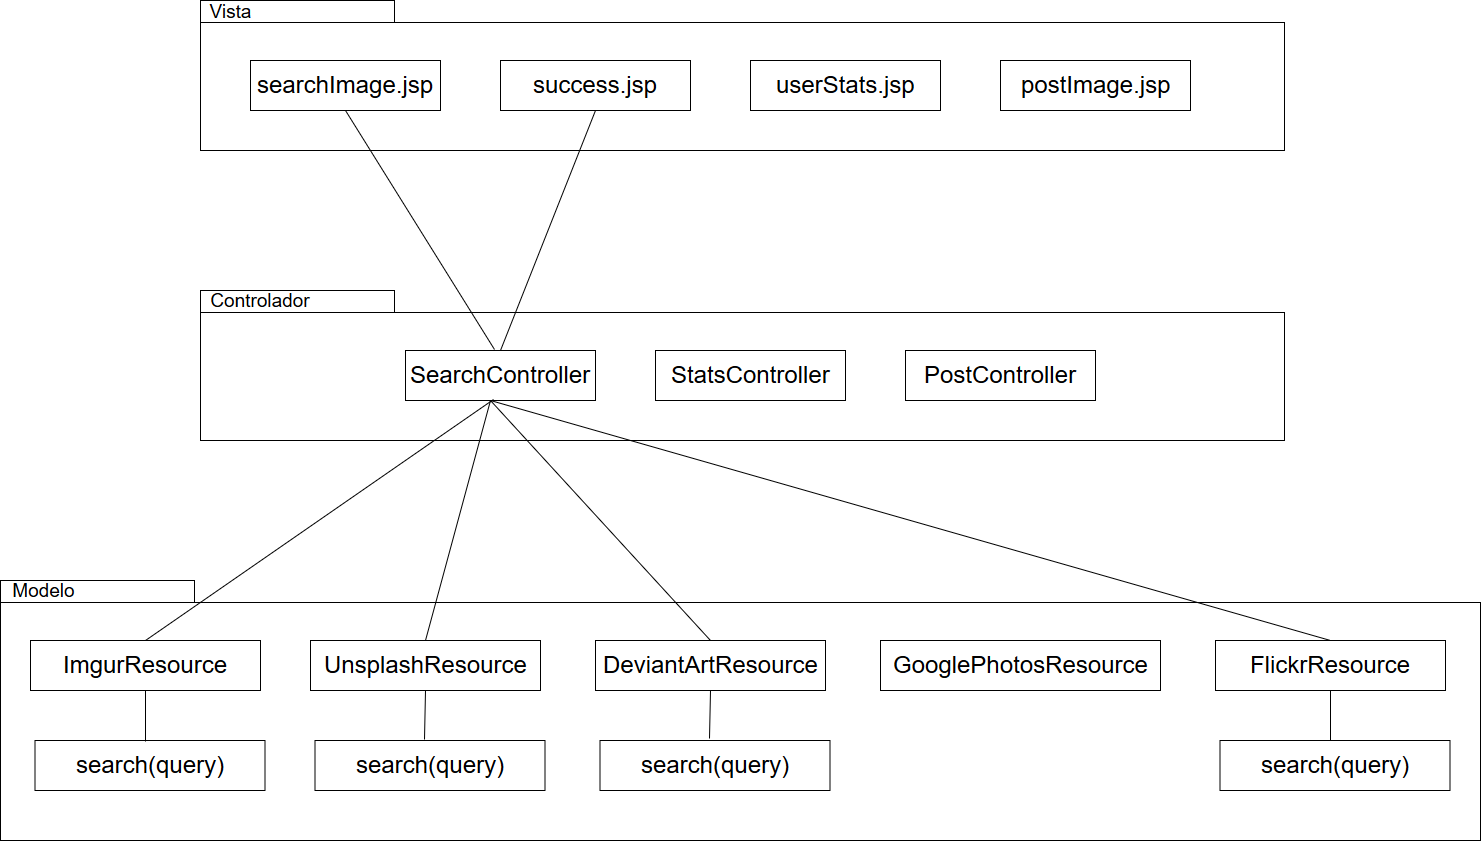 Vista
searchImage.jsp
success.jsp
userStats.jsp
postImage.jsp
Controlador
SearchController
StatsController
PostController
Modelo
ImgurResource
UnsplashResource
DeviantArtResource
GooglePhotosResource
FlickrResource
search(query)
search(query)
search(query)
search(query)